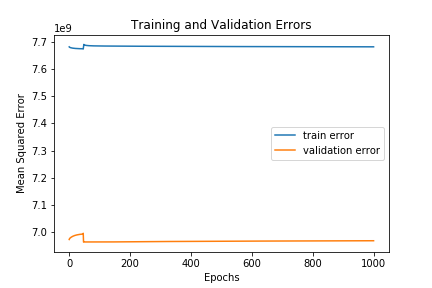 Training and Validation Errors
1e9
7.7
7.6
7.5
7.4
7.3
7.2
7.1
7.0
Mean Squared Error
train error
validation error
0
200
400
600
800
1000
Epochs